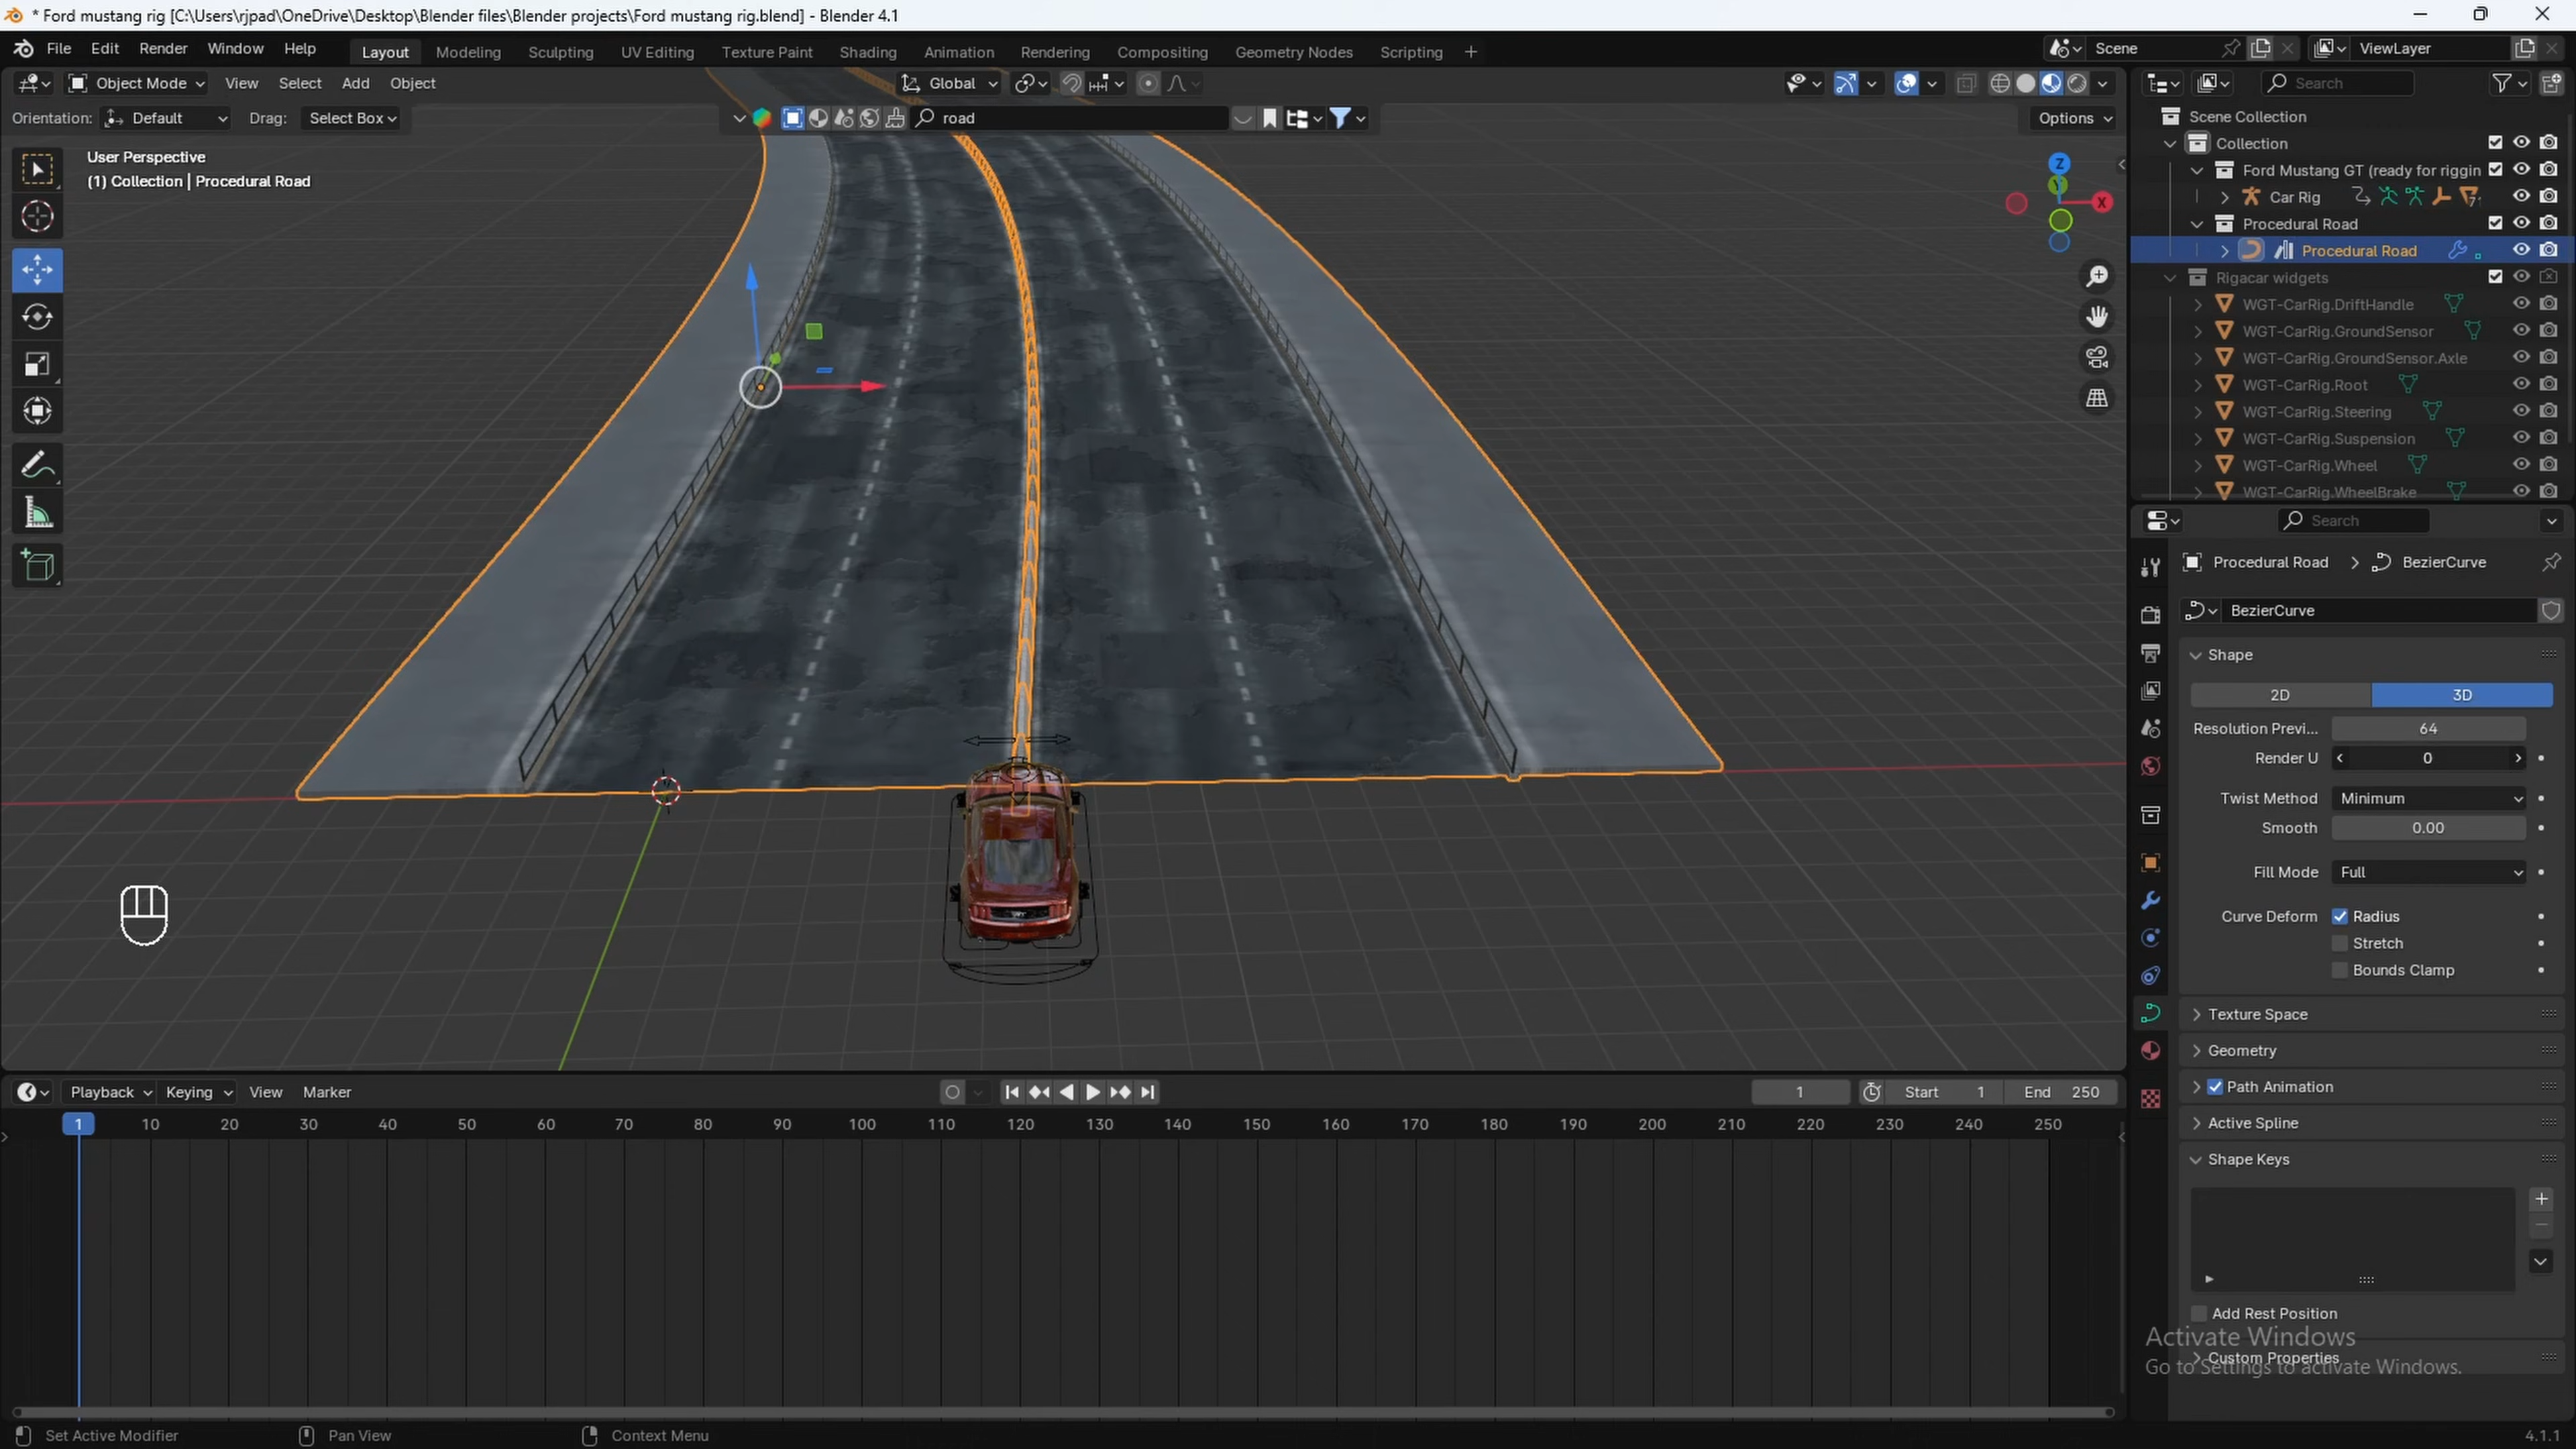 * Ford mustang rig [C:\Users\rjpad\OneDrive\Desktop\Blender files\Blender projects\Ford mustang rig.blend] - Blender 4.1
File Edit Render Window Help Layout Modeling Sculpting UV Editing Texture Paint Shading Animation Rendering Compositing Geometry Nodes Scripting + Scene ViewLayer
Object Mode View Select Add Object Global Search
Orientation: Default Drag: Select Box road Options
User Perspective
(1) Collection | Procedural Road
Z
Y
X
Scene Collection
Collection
Ford Mustang GT (ready for riggin
Car Rig
Procedural Road
Procedural Road
Rigacar widgets
WGT-CarRig.DriftHandle
WGT-CarRig.GroundSensor
WGT-CarRig.GroundSensor.Axle
WGT-CarRig.Root
WGT-CarRig.Steering
WGT-CarRig.Suspension
WGT-CarRig.Wheel
WGT-CarRig.WheelBrake
Search
Procedural Road > BezierCurve
BezierCurve
Shape
2D 3D
Resolution Previ... 64
Render U 0
Twist Method Minimum
Smooth 0.00
Fill Mode Full
Curve Deform Radius
Stretch
Bounds Clamp
Texture Space
Geometry
Path Animation
Active Spline
Shape Keys
Add Rest Position
Custom Properties
Activate Windows
Go to Settings to activate Windows.
Playback Keying View Marker 1 Start 1 End 250
1 10 20 30 40 50 60 70 80 90 100 110 120 130 140 150 160 170 180 190 200 210 220 230 240 250
Set Active Modifier Pan View Context Menu 4.1.1